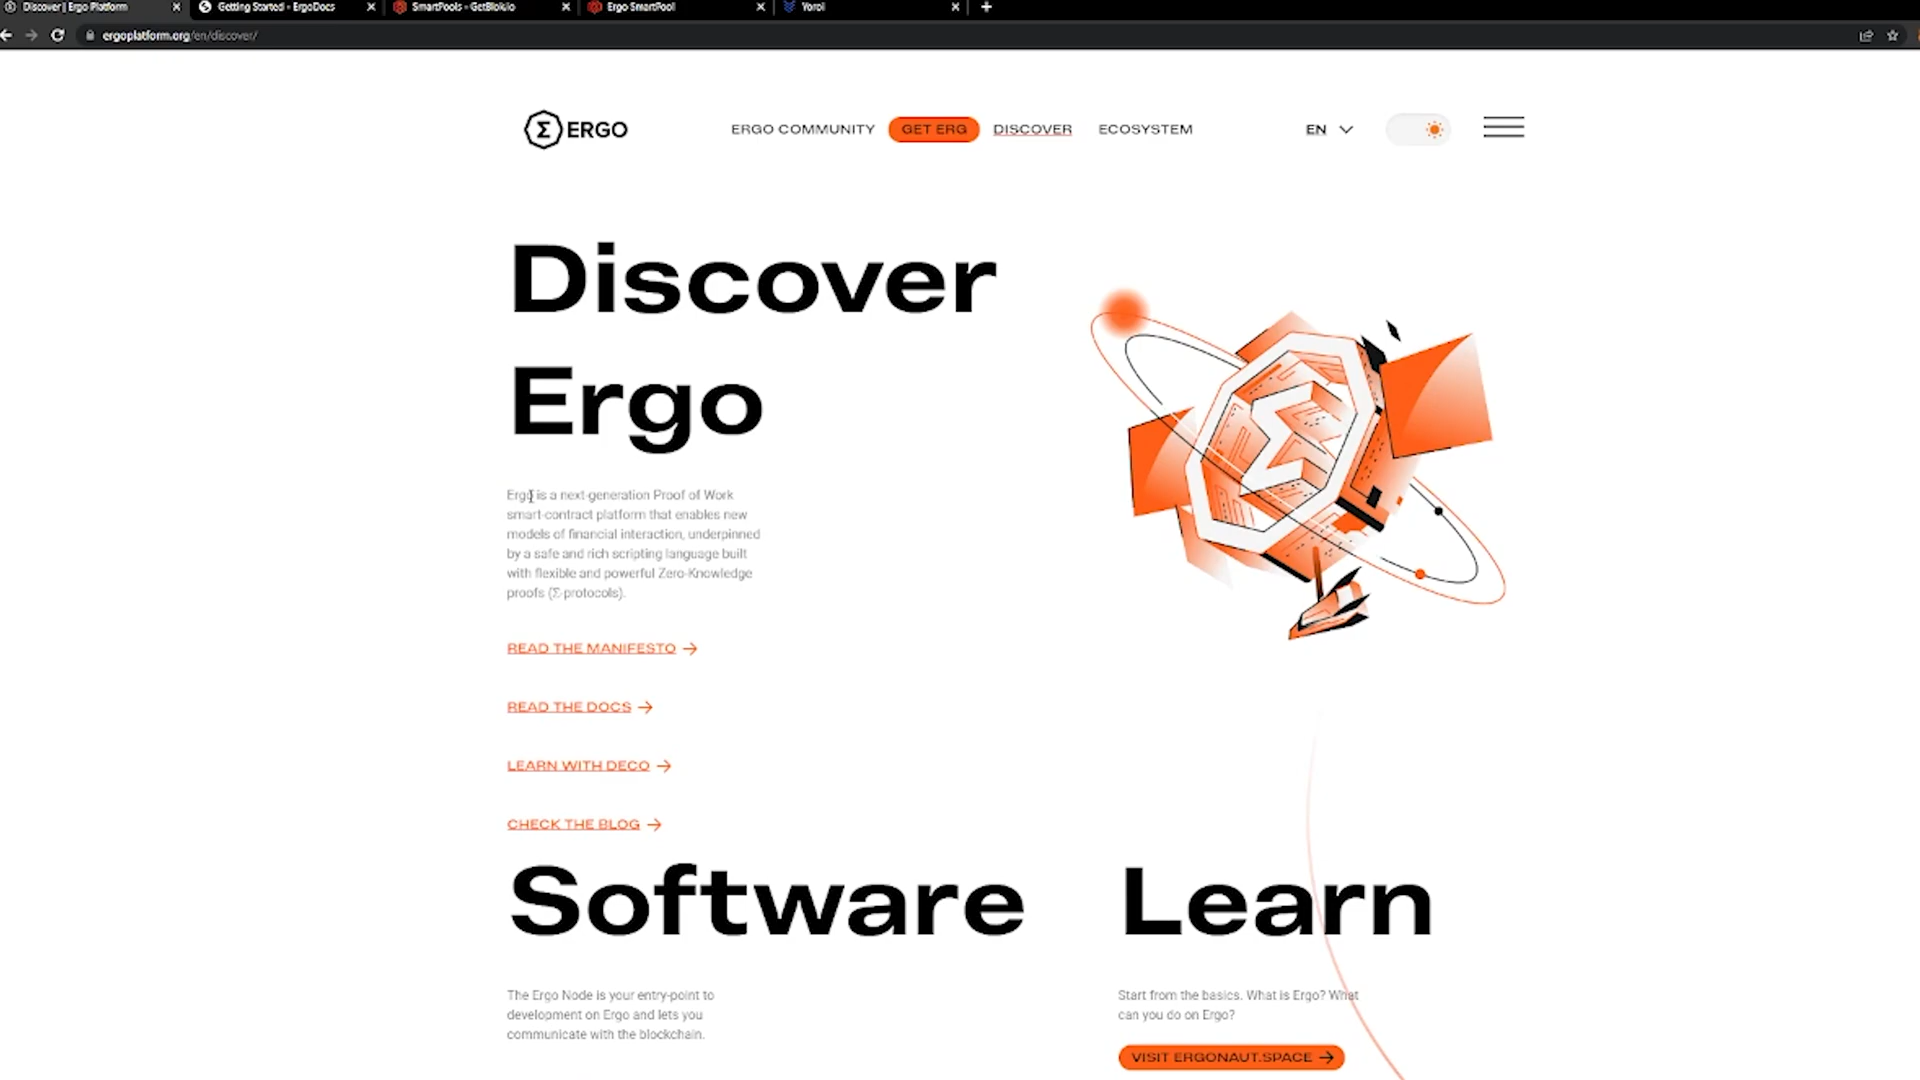 Discover | Ergo Platform
Getting Started - ErgoDocs
SmartPools - GetBlok.io
Ergo SmartPool
Yoroi
ergoplatform.org/en/discover/
Σ ERGO
ERGO COMMUNITY
GET ERG
DISCOVER
ECOSYSTEM
EN
Discover
Ergo
Ergo is a next-generation Proof of Work
smart-contract platform that enables new
models of financial interaction, underpinned
by a safe and rich scripting language built
with flexible and powerful Zero-Knowledge
proofs (Σ-protocols).
READ THE MANIFESTO →
READ THE DOCS →
LEARN WITH DECO →
CHECK THE BLOG →
Software
The Ergo Node is your entry-point to
development on Ergo and lets you
communicate with the blockchain.
Learn
Start from the basics. What is Ergo? What
can you do on Ergo?
VISIT ERGONAUT.SPACE →